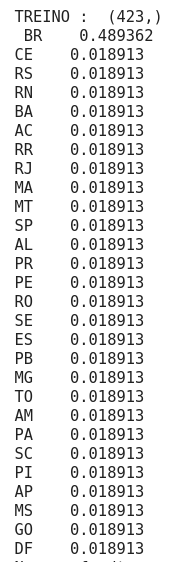 TREINO :  (423,)
BR    0.489362
CE    0.018913
RS    0.018913
RN    0.018913
BA    0.018913
AC    0.018913
RR    0.018913
RJ    0.018913
MA    0.018913
MT    0.018913
SP    0.018913
AL    0.018913
PR    0.018913
PE    0.018913
RO    0.018913
SE    0.018913
ES    0.018913
PB    0.018913
MG    0.018913
TO    0.018913
AM    0.018913
PA    0.018913
SC    0.018913
PI    0.018913
AP    0.018913
MS    0.018913
GO    0.018913
DF    0.018913